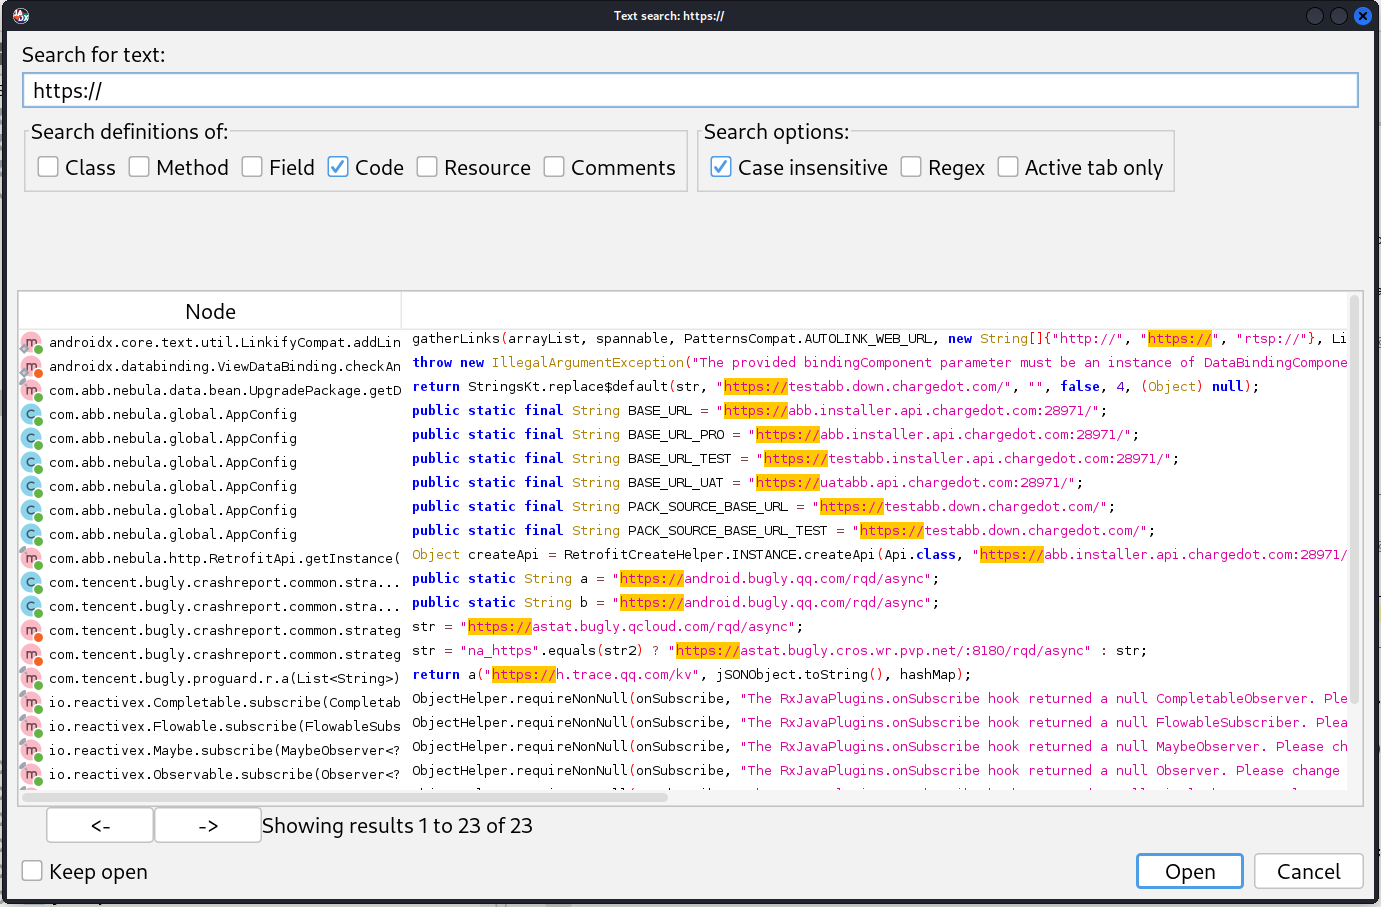 Text search: https://
Search for text:
https://
Search definitions of:
Search options:
Class Method Field Code Resource Comments
Case insensitive Regex Active tab only
Node
androidx.core.text.util.LinkifyCompat.addLin gatherLinks(arrayList, spannable, PatternsCompat.AUTOLINK_WEB_URL, new String[]{"http://", "https://", "rtsp://"}, Li
androidx.databinding.ViewDataBinding.checkAn throw new IllegalArgumentException("The provided bindingComponent parameter must be an instance of DataBindingCompone
com.abb.nebula.data.bean.UpgradePackage.getD return StringsKt.replace$default(str, "https://testabb.down.chargedot.com/", "", false, 4, (Object) null);
com.abb.nebula.global.AppConfig public static final String BASE_URL = "https://abb.installer.api.chargedot.com:28971/";
com.abb.nebula.global.AppConfig public static final String BASE_URL_PRO = "https://abb.installer.api.chargedot.com:28971/";
com.abb.nebula.global.AppConfig public static final String BASE_URL_TEST = "https://testabb.installer.api.chargedot.com:28971/";
com.abb.nebula.global.AppConfig public static final String BASE_URL_UAT = "https://uatabb.api.chargedot.com:28971/";
com.abb.nebula.global.AppConfig public static final String PACK_SOURCE_BASE_URL = "https://testabb.down.chargedot.com/";
com.abb.nebula.global.AppConfig public static final String PACK_SOURCE_BASE_URL_TEST = "https://testabb.down.chargedot.com/";
com.abb.nebula.http.RetrofitApi.getInstance( Object createApi = RetrofitCreateHelper.INSTANCE.createApi(Api.class, "https://abb.installer.api.chargedot.com:28971/
com.tencent.bugly.crashreport.common.stra... public static String a = "https://android.bugly.qq.com/rqd/async";
com.tencent.bugly.crashreport.common.stra... public static String b = "https://android.bugly.qq.com/rqd/async";
com.tencent.bugly.crashreport.common.strateg str = "https://astat.bugly.qcloud.com/rqd/async";
com.tencent.bugly.crashreport.common.strateg str = "na_https".equals(str2) ? "https://astat.bugly.cros.wr.pvp.net/:8180/rqd/async" : str;
com.tencent.bugly.proguard.r.a(List<String>) return a("https://h.trace.qq.com/kv", jSONObject.toString(), hashMap);
io.reactivex.Completable.subscribe(Completab ObjectHelper.requireNonNull(onSubscribe, "The RxJavaPlugins.onSubscribe hook returned a null CompletableObserver. Ple
io.reactivex.Flowable.subscribe(FlowableSubs ObjectHelper.requireNonNull(onSubscribe, "The RxJavaPlugins.onSubscribe hook returned a null FlowableSubscriber. Plea
io.reactivex.Maybe.subscribe(MaybeObserver<? ObjectHelper.requireNonNull(onSubscribe, "The RxJavaPlugins.onSubscribe hook returned a null MaybeObserver. Please ch
io.reactivex.Observable.subscribe(Observer<? ObjectHelper.requireNonNull(onSubscribe, "The RxJavaPlugins.onSubscribe hook returned a null Observer. Please change
<- -> Showing results 1 to 23 of 23
Keep open
Open Cancel